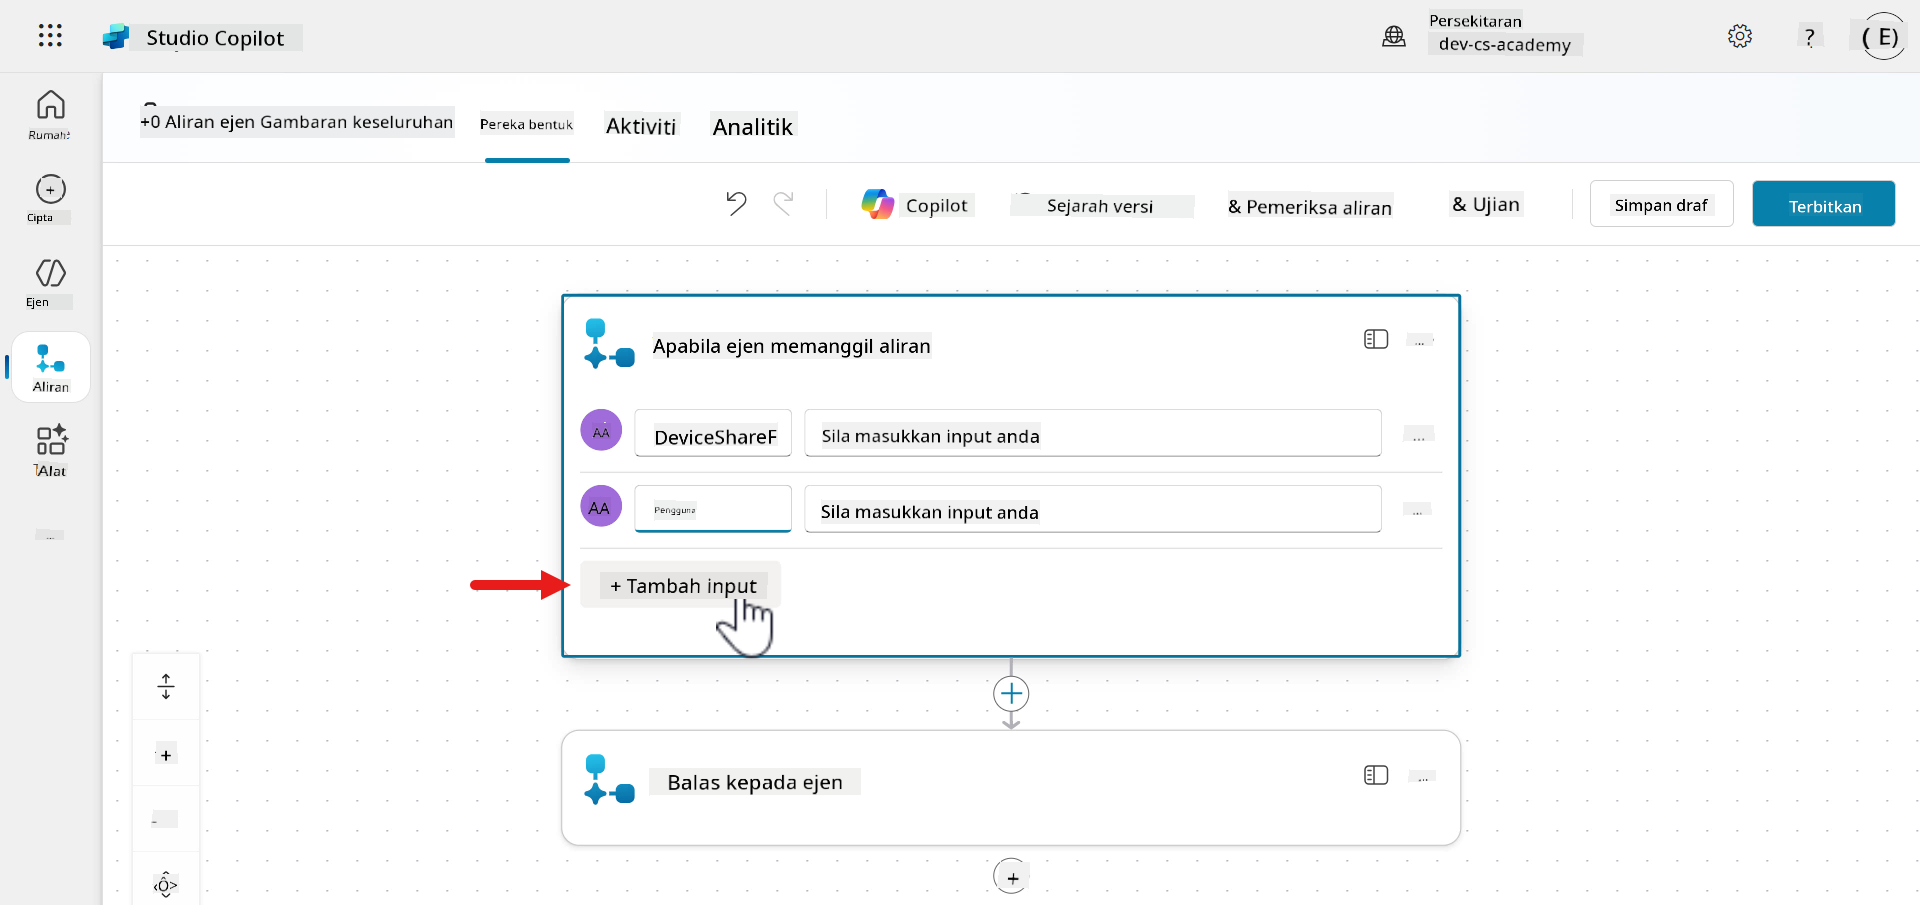 Studio Copilot
Persekitaran
dev-cs-academy
?
( E)
+0 Aliran ejen Gambaran keseluruhan
Pereka bentuk
Aktiviti
Analitik
Rumah
Cipta
Ejen
Aliran
Alat
...
Copilot
Sejarah versi
& Pemeriksa aliran
& Ujian
Simpan draf
Terbitkan
Apabila ejen memanggil aliran
...
AA
DeviceShareF
Sila masukkan input anda
...
AA
Pengguna
Sila masukkan input anda
...
+ Tambah input
Balas kepada ejen
...